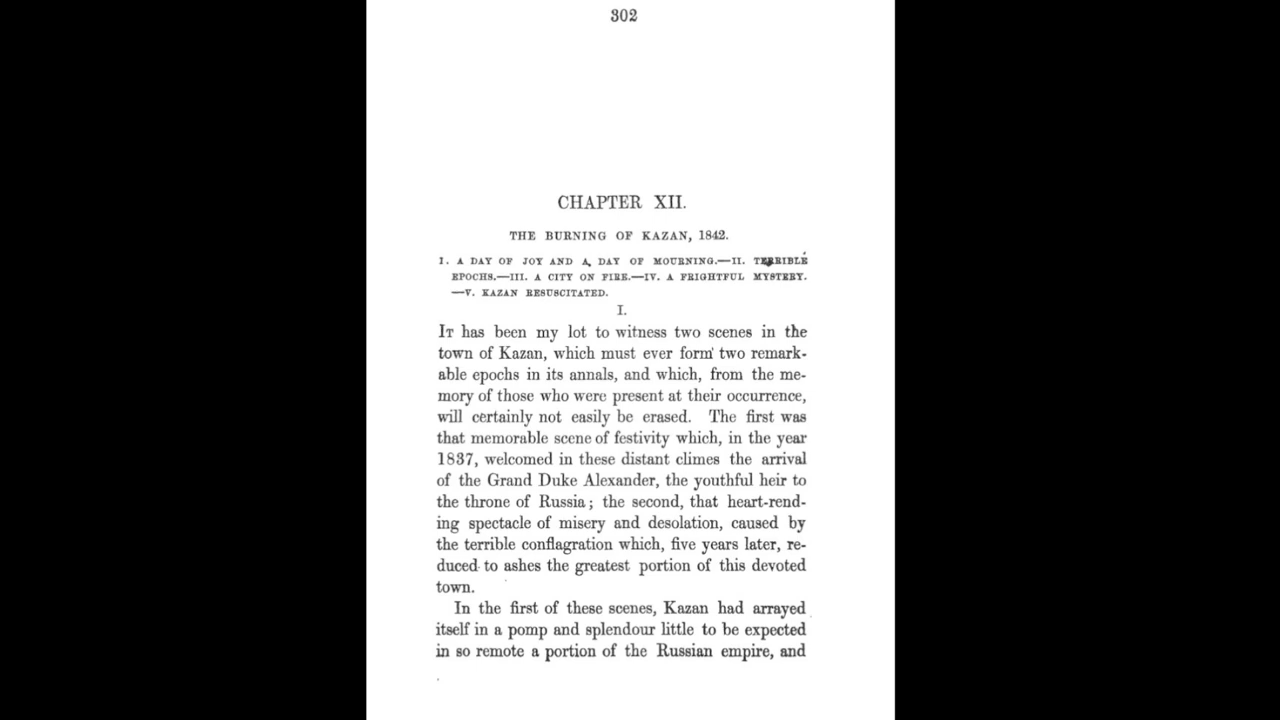 302
CHAPTER XII.
THE BURNING OF KAZAN, 1842.
I. A DAY OF JOY AND A DAY OF MOURNING.—II. TERRIBLE
EPOCHS.—III. A CITY ON FIRE.—IV. A FRIGHTFUL MYSTERY.
—V. KAZAN RESUSCITATED.
I.
IT has been my lot to witness two scenes in the
town of Kazan, which must ever form two remark-
able epochs in its annals, and which, from the me-
mory of those who were present at their occurrence,
will certainly not easily be erased. The first was
that memorable scene of festivity which, in the year
1837, welcomed in these distant climes the arrival
of the Grand Duke Alexander, the youthful heir to
the throne of Russia; the second, that heart-rend-
ing spectacle of misery and desolation, caused by
the terrible conflagration which, five years later, re-
duced to ashes the greatest portion of this devoted
town.
In the first of these scenes, Kazan had arrayed
itself in a pomp and splendour little to be expected
in so remote a portion of the Russian empire, and